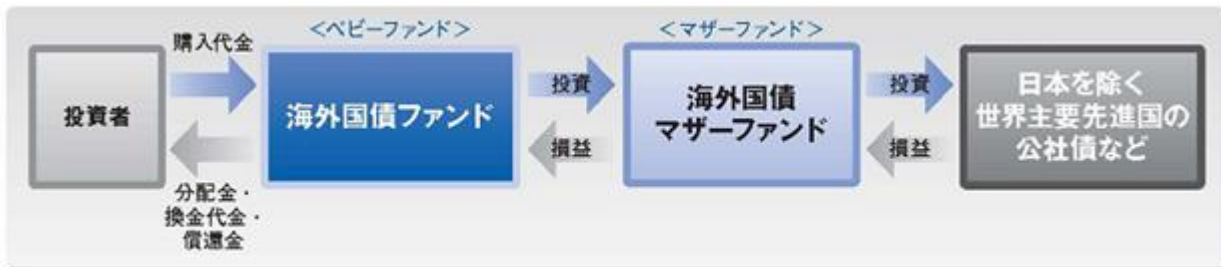 ＜ベビーファンド＞
＜マザーファンド＞
購入代金
投資者
海外国債ファンド
投資
損益
海外国債
マザーファンド
投資
損益
日本を除く
世界主要先進国の
公社債など
分配金・
換金代金・
償還金